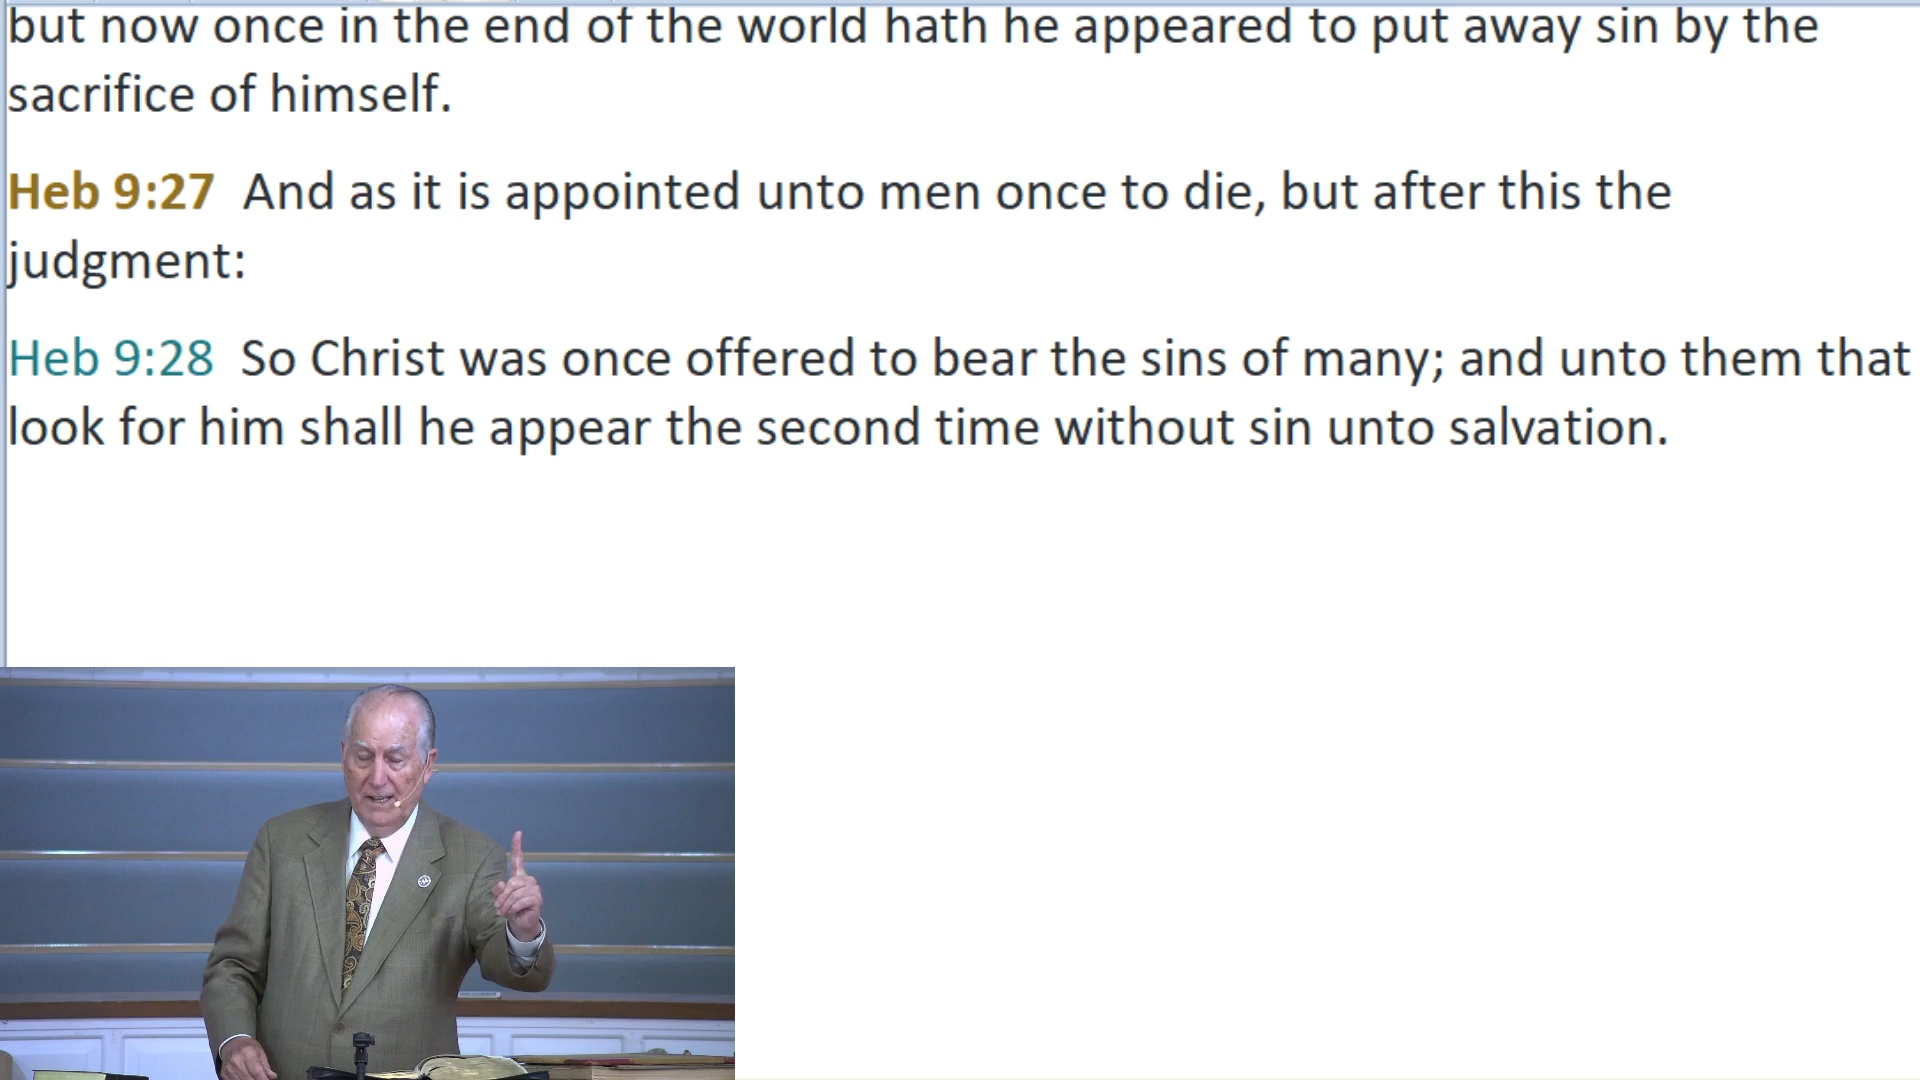 but now once in the end of the world hath he appeared to put away sin by the
sacrifice of himself.
Heb 9:27 And as it is appointed unto men once to die, but after this the
judgment:
Heb 9:28 So Christ was once offered to bear the sins of many; and unto them that
look for him shall he appear the second time without sin unto salvation.